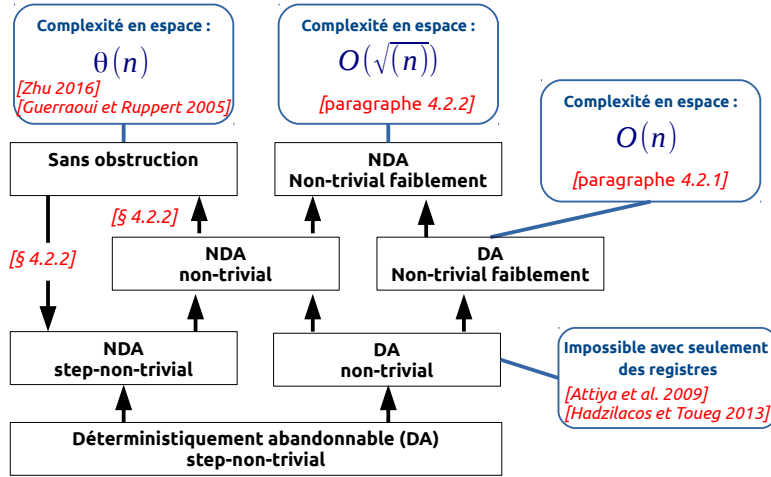 Complexité en espace :
θ(n)
[Zhu 2016]
[Guerraoui et Ruppert 2005]
Complexité en espace :
O(√(n))
[paragraphe 4.2.2]
Complexité en espace :
O(n)
[paragraphe 4.2.1]
Sans obstruction
NDA
Non-trivial faiblement
[§ 4.2.2]
[§ 4.2.2]
NDA
non-trivial
DA
Non-trivial faiblement
NDA
step-non-trivial
DA
non-trivial
Impossible avec seulement
des registres
[Attiya et al. 2009]
[Hadzilacos et Toueg 2013]
Déterministiquement abandonnable (DA)
step-non-trivial